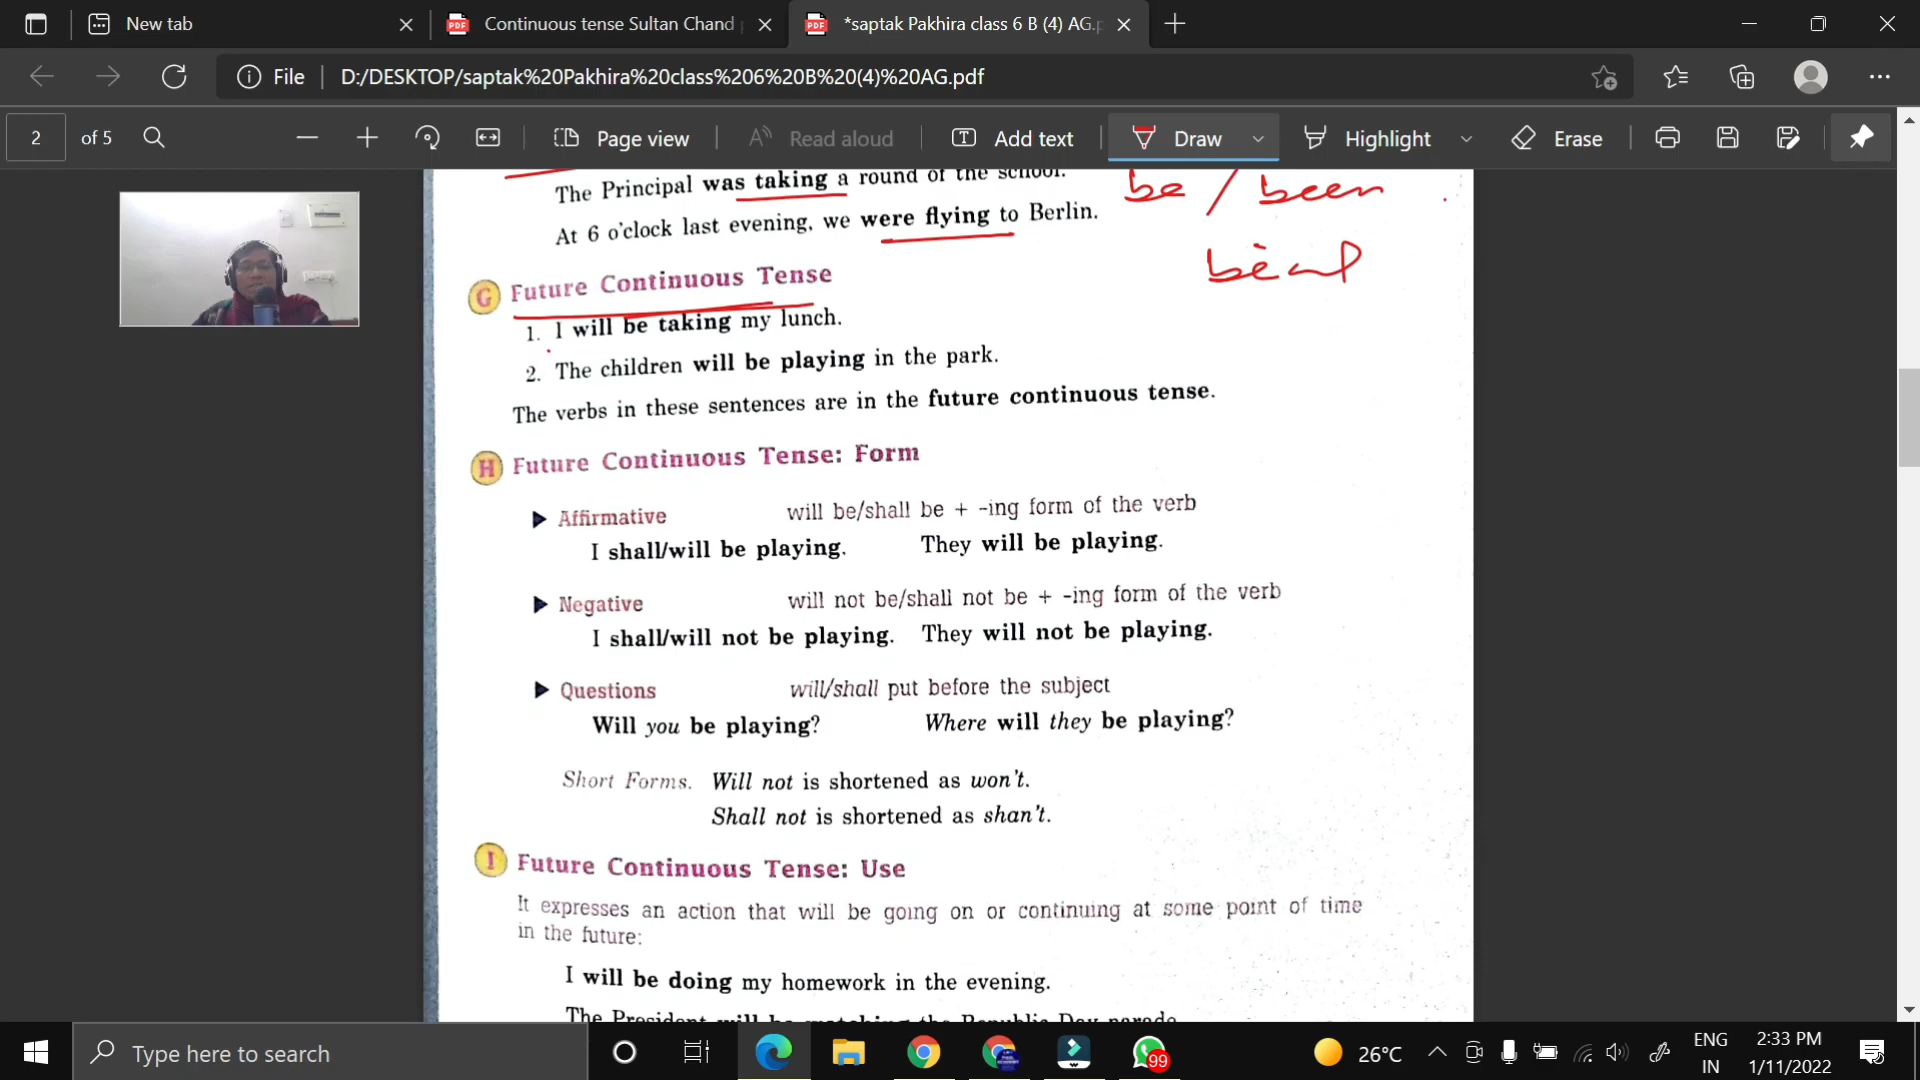 New tab
Continuous tense Sultan Chand
*saptak Pakhira class 6 B (4) AG.p
File
D:/DESKTOP/saptak%20Pakhira%20class%206%20B%20(4)%20AG.pdf
2 of 5
Page view
Read aloud
Add text
Draw
Highlight
Erase
The Principal was taking a round of the school.
be / been
At 6 o'clock last evening, we were flying to Berlin.
G Future Continuous Tense
1. I will be taking my lunch.
2. The children will be playing in the park.
The verbs in these sentences are in the future continuous tense.
H Future Continuous Tense: Form
Affirmative will be/shall be + -ing form of the verb
I shall/will be playing. They will be playing.
Negative will not be/shall not be + -ing form of the verb
I shall/will not be playing. They will not be playing.
Questions will/shall put before the subject
Will you be playing? Where will they be playing?
Short Forms. Will not is shortened as won't.
Shall not is shortened as shan't.
I Future Continuous Tense: Use
It expresses an action that will be going on or continuing at some point of time
in the future:
I will be doing my homework in the evening.
The President will be watching the Republic Day parade
Type here to search
99
26°C
ENG
IN
2:33 PM
1/11/2022
3